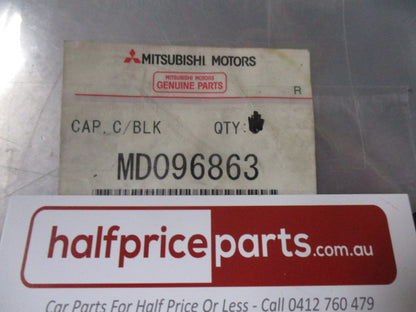 MITSUBISHI MOTORS
MITSUBISHI MOTORS
GENUINE PARTS
R
CAP, C/BLK QTY:
MD096863
halfpriceparts.com.au
Car Parts For Half Price Or Less - Call 0412 760 479